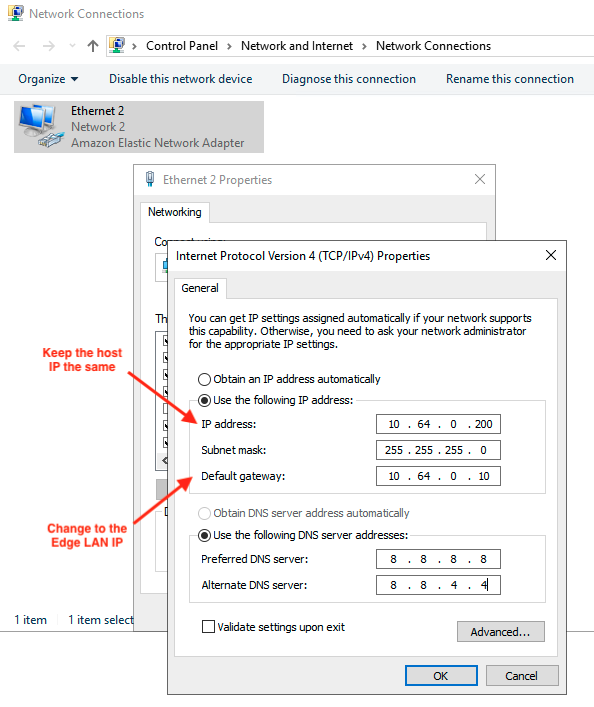 Network Connections
Control Panel > Network and Internet > Network Connections
Organize Disable this network device Diagnose this connection Rename this connection
Ethernet 2
Network 2
Amazon Elastic Network Adapter
Ethernet 2 Properties
Networking
Internet Protocol Version 4 (TCP/IPv4) Properties
General
You can get IP settings assigned automatically if your network supports
this capability. Otherwise, you need to ask your network administrator
for the appropriate IP settings.
Th
Keep the host
IP the same
Obtain an IP address automatically
Use the following IP address:
IP address: 10 . 64 . 0 . 200
Subnet mask: 255 . 255 . 255 . 0
Default gateway: 10 . 64 . 0 . 10
Change to the
Edge LAN IP
Obtain DNS server address automatically
Use the following DNS server addresses:
Preferred DNS server: 8 . 8 . 8 . 8
Alternate DNS server: 8 . 8 . 4 . 4
Validate settings upon exit
Advanced...
OK Cancel
1 item 1 item select